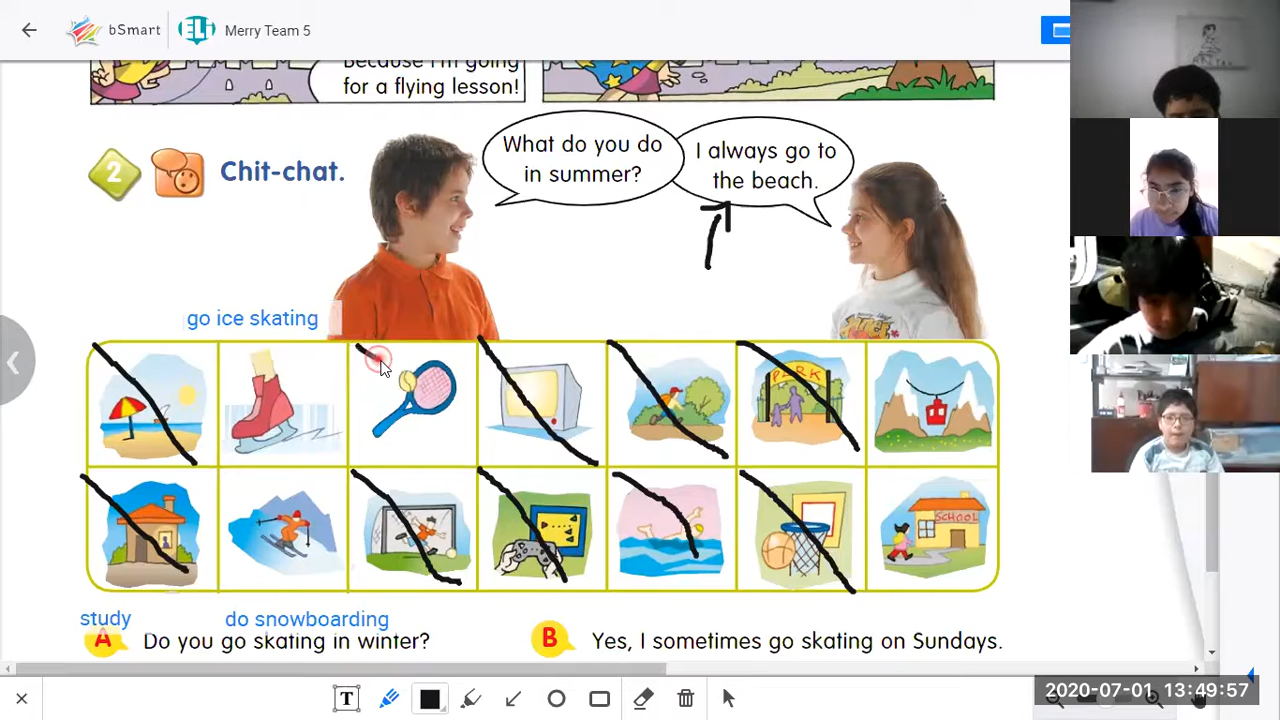 bSmart ELi Merry Team 5
Because I'm going
for a flying lesson!
2 Chit-chat.
What do you do
in summer?
I always go to
the beach.
go ice skating
PARK
SCHOOL
study
do snowboarding
A Do you go skating in winter?
B Yes, I sometimes go skating on Sundays.
T
2020-07-01 13:49:57